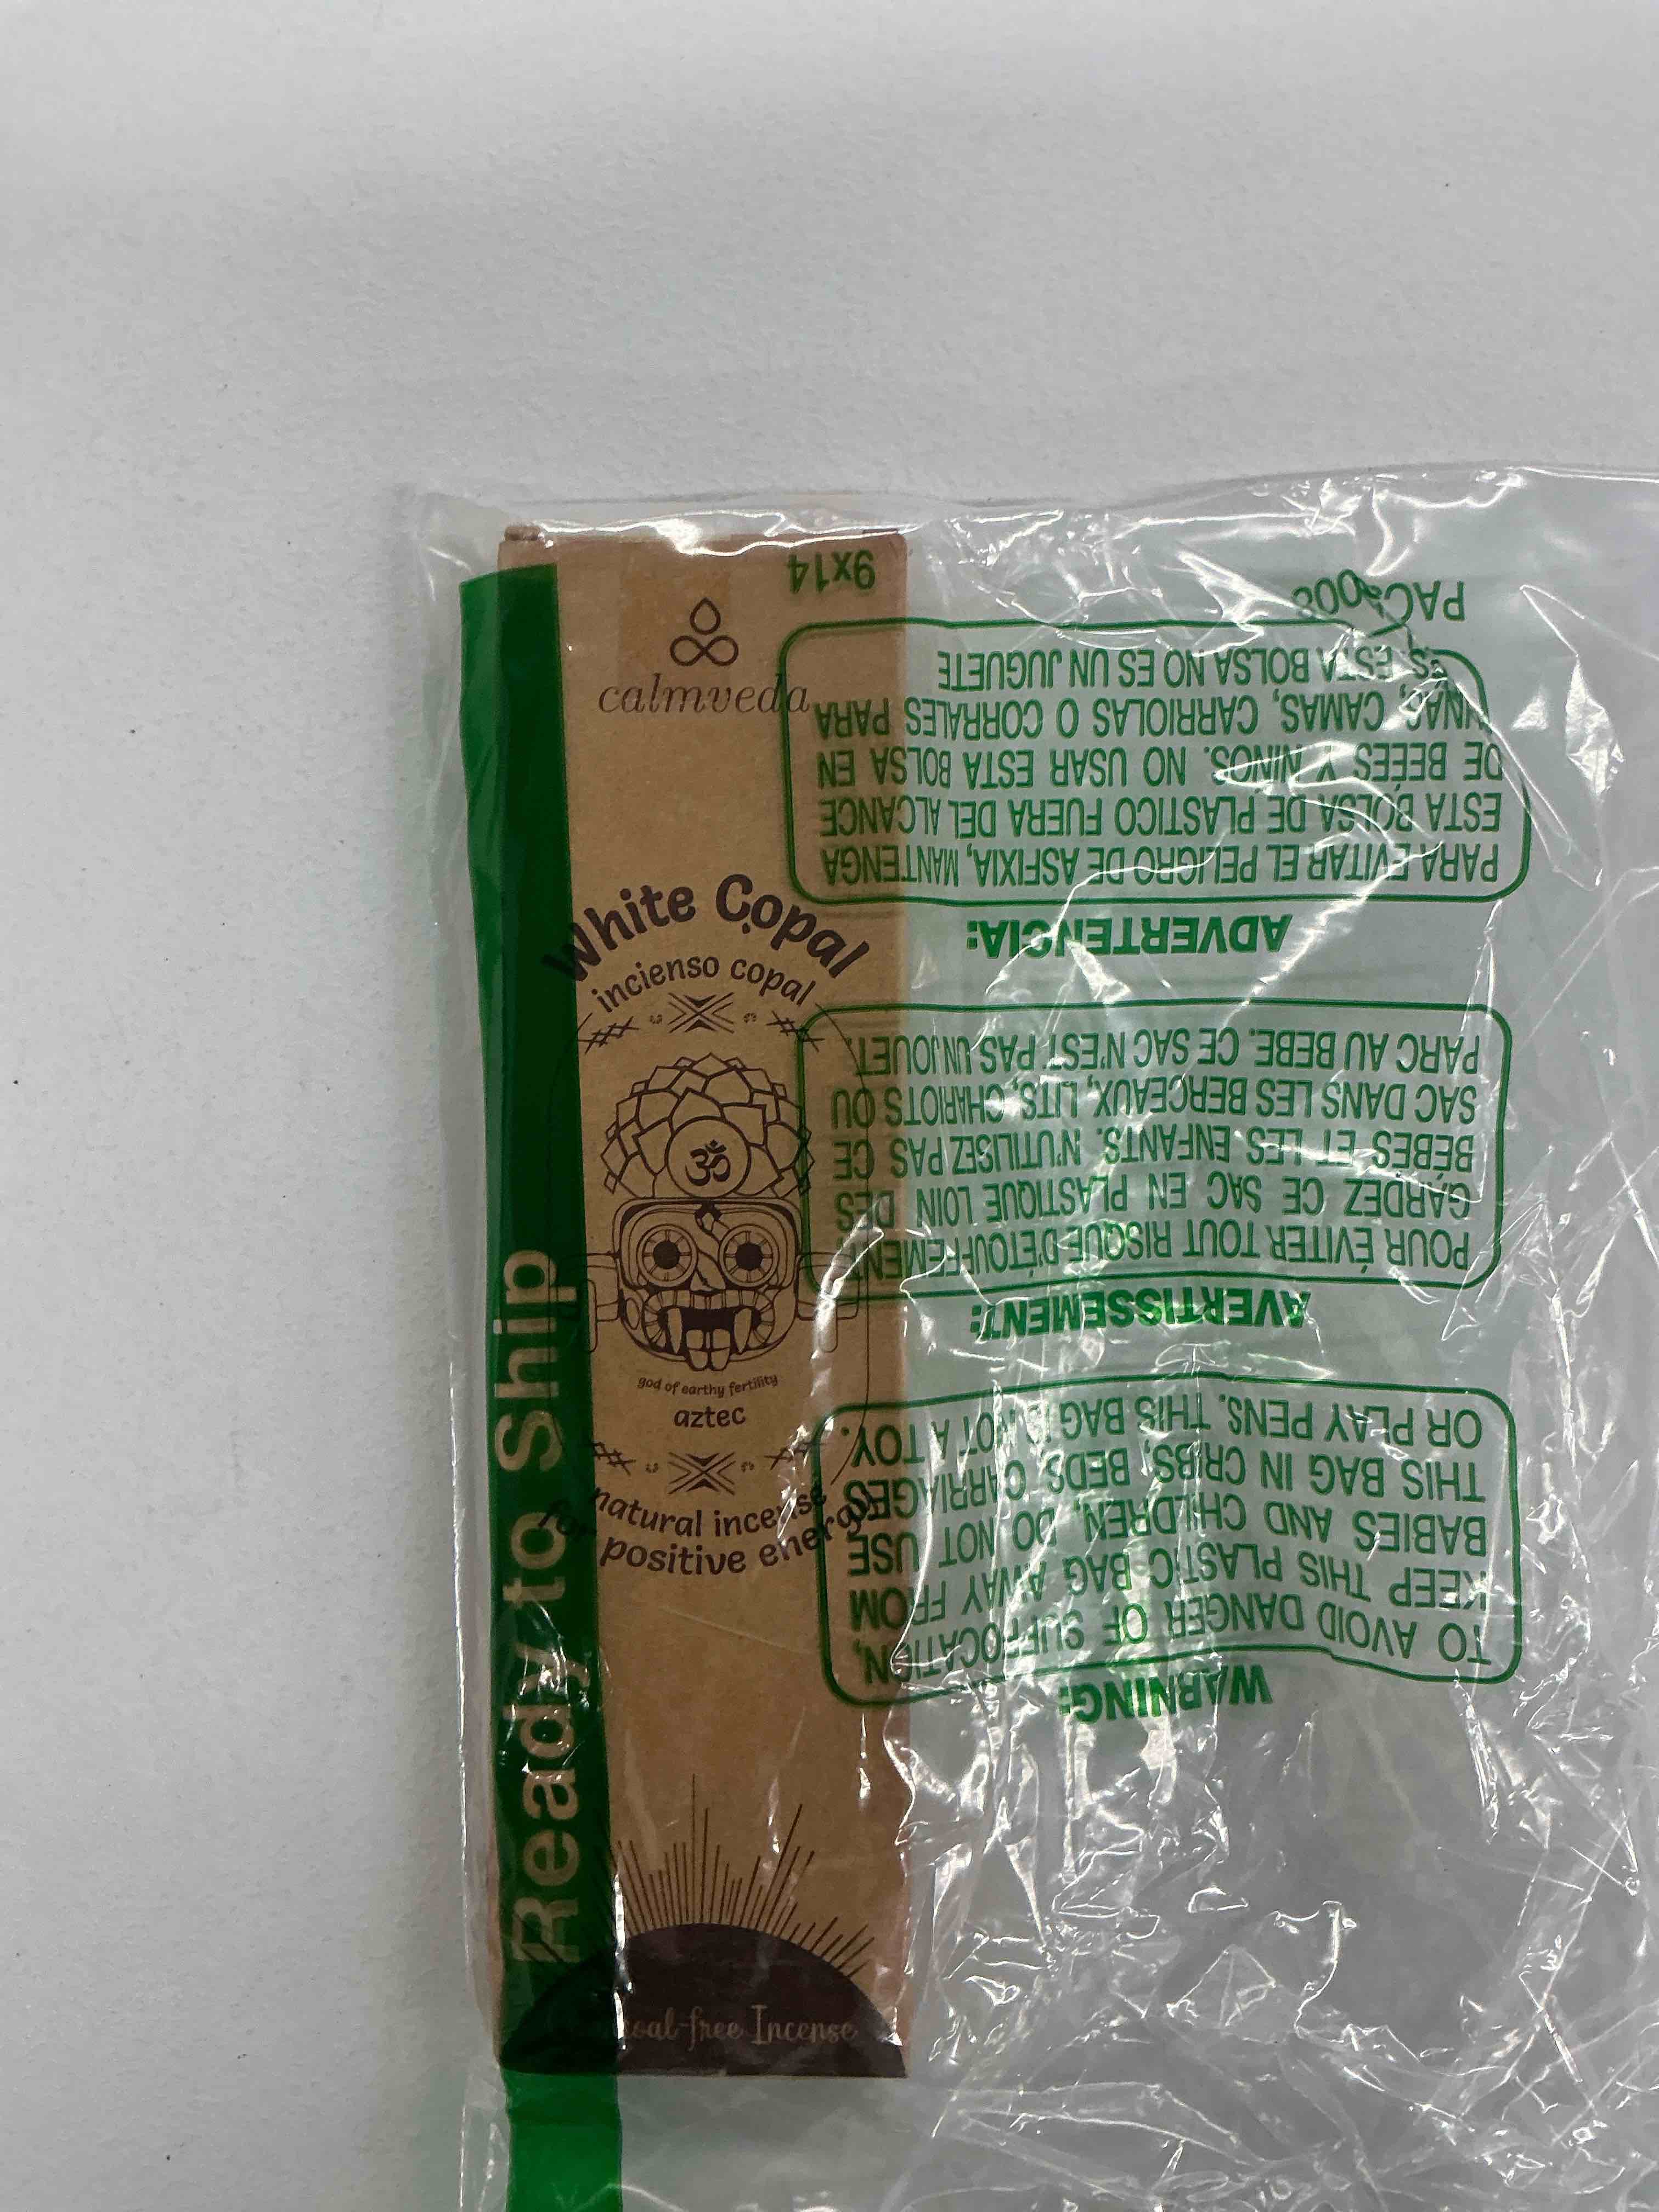 calmveda
White Copal
incienso copal
ॐ
god of earthy fertility
aztec
natural incense
for positive energy
coal-free Incense
Ready to Ship
WARNING:
TO AVOID DANGER OF SUFFOCATION,
KEEP THIS PLASTIC BAG AWAY FROM
BABIES AND CHILDREN, DO NOT USE
THIS BAG IN CRIBS, BEDS, CARRIAGES
OR PLAY PENS. THIS BAG IS NOT A TOY.
AVERTISSEMENT:
POUR ÉVITER TOUT RISQUE D'ÉTOUFFEMENT
GARDEZ CE SAC EN PLASTIQUE LOIN DES
BÉBÉS ET LES ENFANTS. N'UTILISEZ PAS CE
SAC DANS LES BERCEAUX, LITS, CHARIOTS OU
PARC AU BEBE. CE SAC N'EST PAS UN JOUET.
ADVERTENCIA:
PARA EVITAR EL PELIGRO DE ASFIXIA, MANTENGA
ESTA BOLSA DE PLASTICO FUERA DEL ALCANCE
DE BEBES Y NINOS. NO USAR ESTA BOLSA EN
CAMAS, CARRIOLAS O CORRALES PARA
ESTA BOLSA NO ES UN JUGUETE
9x14